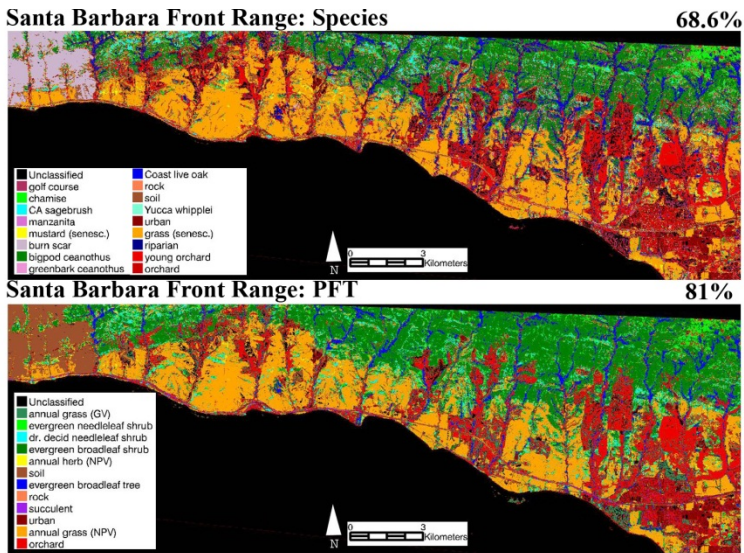 Santa Barbara Front Range: Species 68.6%
Unclassified
golf course
chamise
CA sagebrush
manzanita
mustard (senesc.)
burn scar
bigpod ceanothus
greenbark ceanothus
Coast live oak
rock
soil
Yucca whipplei
urban
grass (senesc.)
riparian
young orchard
orchard
N
0 3
Kilometers
Santa Barbara Front Range: PFT 81%
Unclassified
annual grass (GV)
evergreen needleleaf shrub
dr. decid needleleaf shrub
evergreen broadleaf shrub
annual herb (NPV)
soil
evergreen broadleaf tree
rock
succulent
urban
annual grass (NPV)
orchard
N
0 3
Kilometers